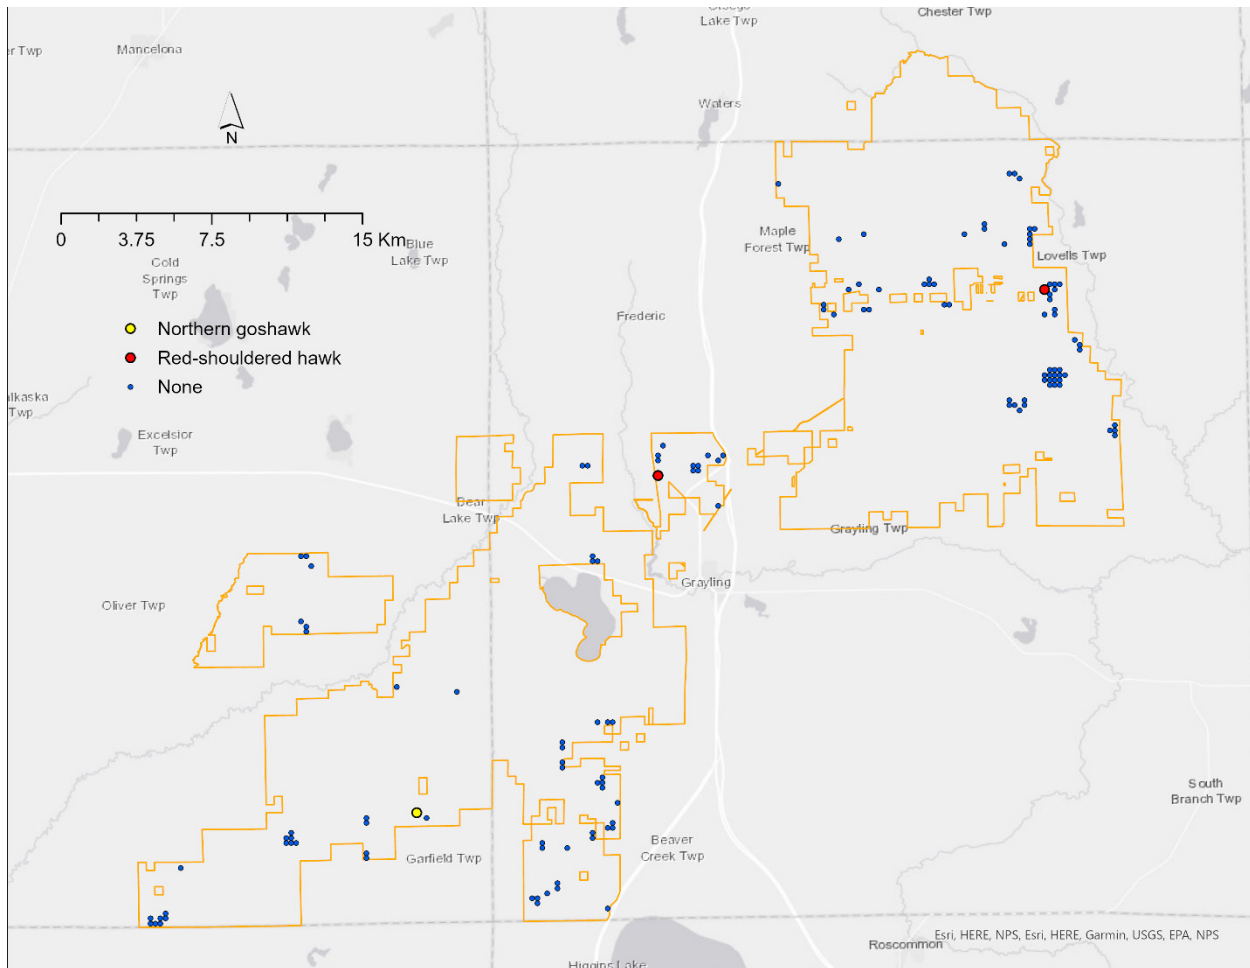 Lake Twp
Chester Twp
er Twp
Mancelona
Waters
N
0
3.75
7.5
15 Km
Maple
Forest Twp
Blue
Lake Twp
Lovells Twp
Cold
Springs
Twp
Frederic
Northern goshawk
Red-shouldered hawk
None
alkaska
Twp
Excelsior
Twp
Bear
Lake Twp
Grayling Twp
Grayling
Oliver Twp
South
Branch Twp
Beaver
Creek Twp
Garfield Twp
Esri, HERE, NPS, Esri, HERE, Garmin, USGS, EPA, NPS
Roscommon
Higgins Lake